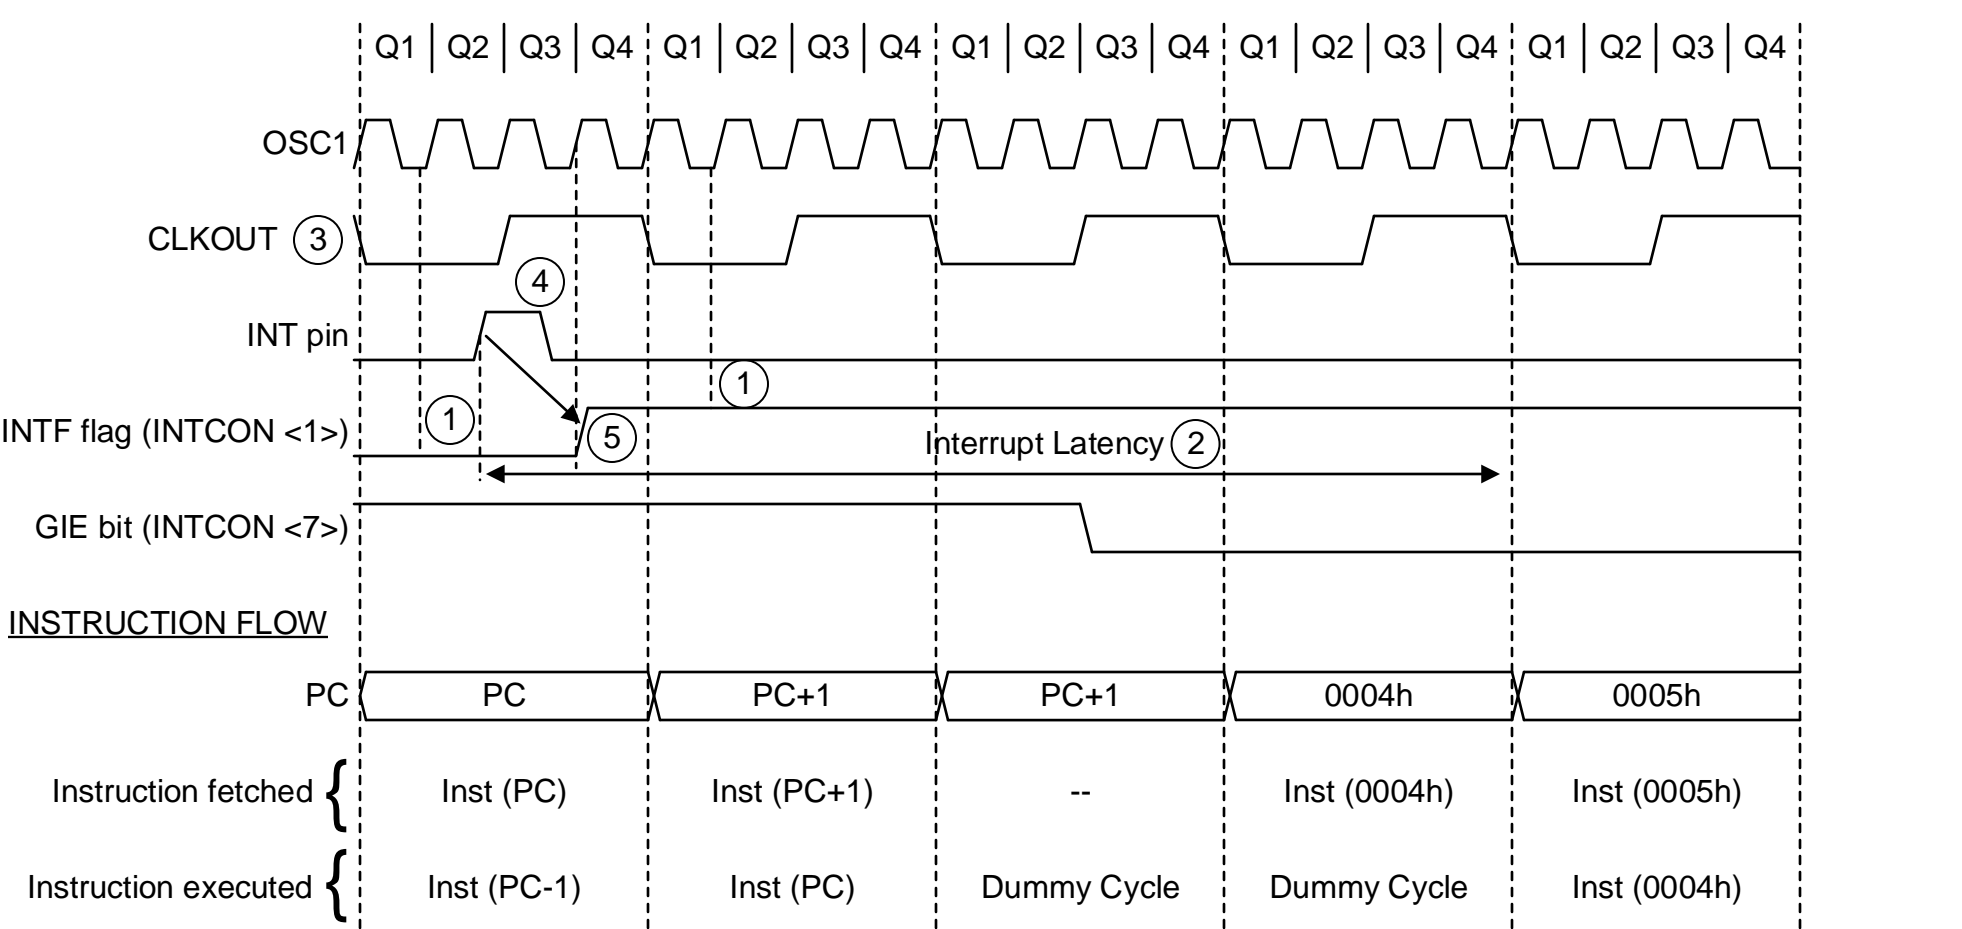 Q1 Q2 Q3 Q4 Q1 Q2 Q3 Q4 Q1 Q2 Q3 Q4 Q1 Q2 Q3 Q4 Q1 Q2 Q3 Q4
OSC1
CLKOUT 3
4
INT pin
1
1
INTF flag (INTCON <1>)
5
Interrupt Latency 2
GIE bit (INTCON <7>)
INSTRUCTION FLOW
PC PC PC+1 PC+1 0004h 0005h
Instruction fetched { Inst (PC) Inst (PC+1) -- Inst (0004h) Inst (0005h)
Instruction executed { Inst (PC-1) Inst (PC) Dummy Cycle Dummy Cycle Inst (0004h)